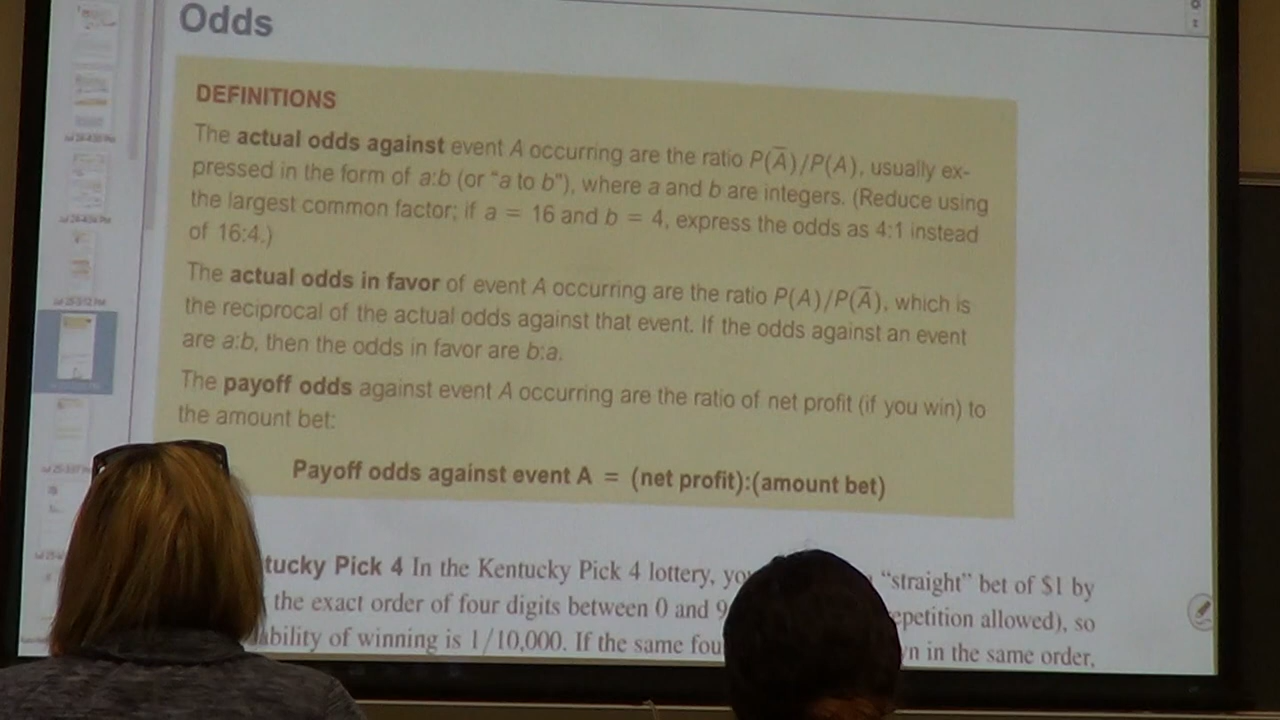 Odds
DEFINITIONS
The actual odds against event A occurring are the ratio P(A̅)/P(A), usually ex-
pressed in the form of a:b (or "a to b"), where a and b are integers. (Reduce using
the largest common factor; if a = 16 and b = 4, express the odds as 4:1 instead
of 16:4.)
The actual odds in favor of event A occurring are the ratio P(A)/P(A̅), which is
the reciprocal of the actual odds against that event. If the odds against an event
are a:b, then the odds in favor are b:a.
The payoff odds against event A occurring are the ratio of net profit (if you win) to
the amount bet:
Payoff odds against event A = (net profit):(amount bet)
tucky Pick 4 In the Kentucky Pick 4 lottery, yo "straight" bet of $1 by
the exact order of four digits between 0 and 9 epetition allowed), so
ability of winning is 1/10,000. If the same fou n in the same order,